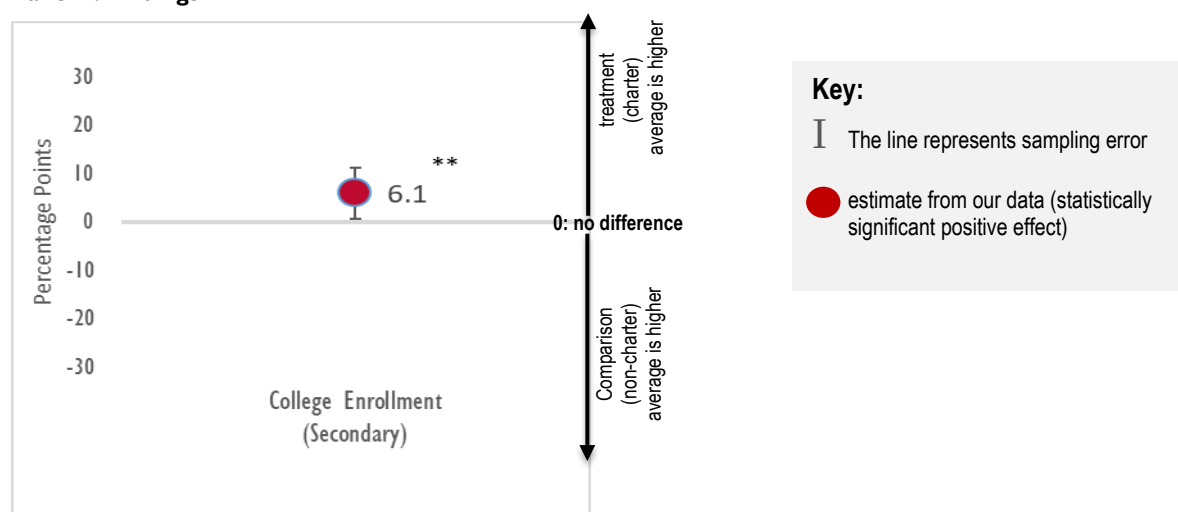 30
20
10
0
-10
-20
-30
Percentage Points
**
6.1
College Enrollment
(Secondary)
treatment
(charter)
average is higher
0: no difference
Comparison
(non-charter)
average is higher
Key:
I The line represents sampling error
estimate from our data (statistically
significant positive effect)